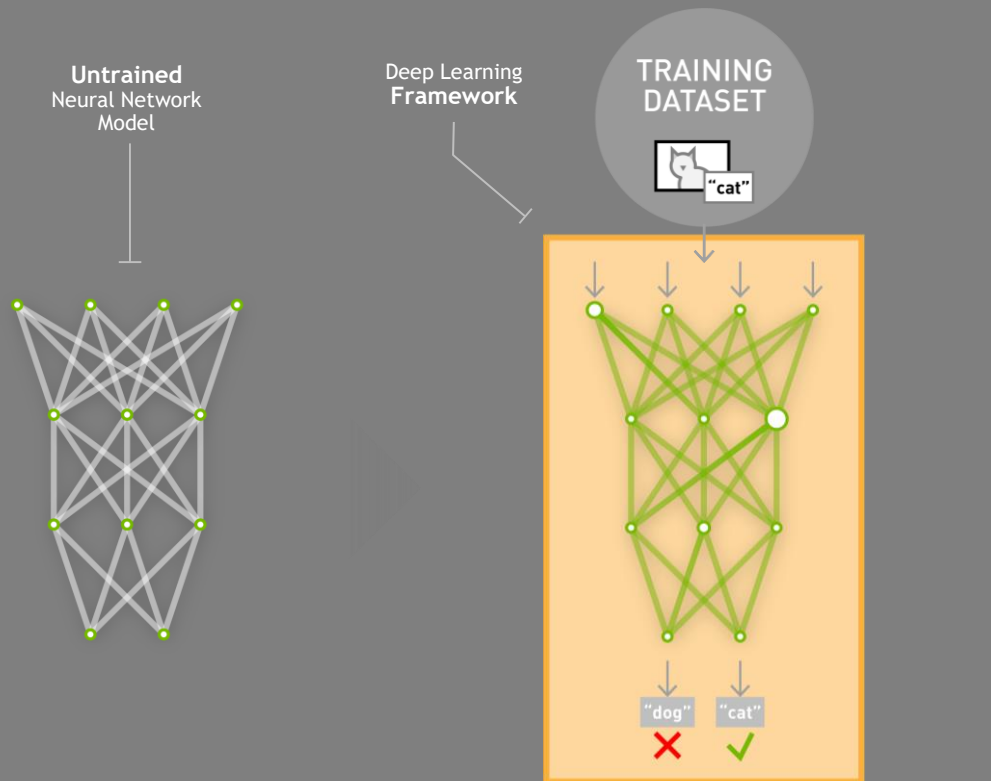 Untrained
Neural Network
Model
Deep Learning
Framework
TRAINING
DATASET
“cat”
“dog” “cat”